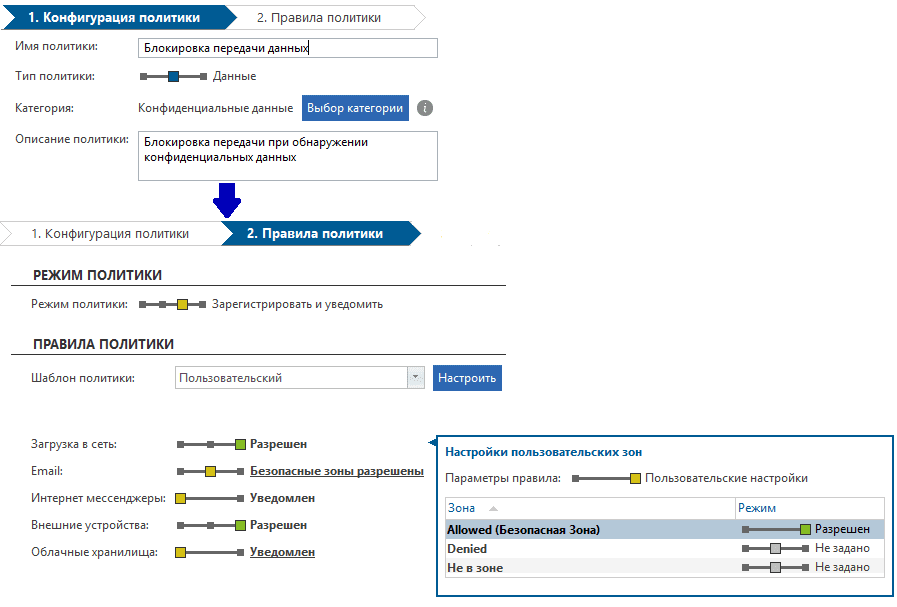 1. Конфигурация политики
2. Правила политики
Имя политики:
Блокировка передачи данных
Тип политики:
Данные
Категория:
Конфиденциальные данные
Выбор категории
i
Описание политики:
Блокировка передачи при обнаружении
конфиденциальных данных
1. Конфигурация политики
2. Правила политики
РЕЖИМ ПОЛИТИКИ
Режим политики:
Зарегистрировать и уведомить
ПРАВИЛА ПОЛИТИКИ
Шаблон политики:
Пользовательский
Настроить
Загрузка в сеть:
Разрешен
Email:
Безопасные зоны разрешены
Интернет мессенджеры:
Уведомлен
Внешние устройства:
Разрешен
Облачные хранилища:
Уведомлен
Настройки пользовательских зон
Параметры правила:
Пользовательские настройки
Зона
Режим
Allowed (Безопасная Зона)
Разрешен
Denied
Не задано
Не в зоне
Не задано